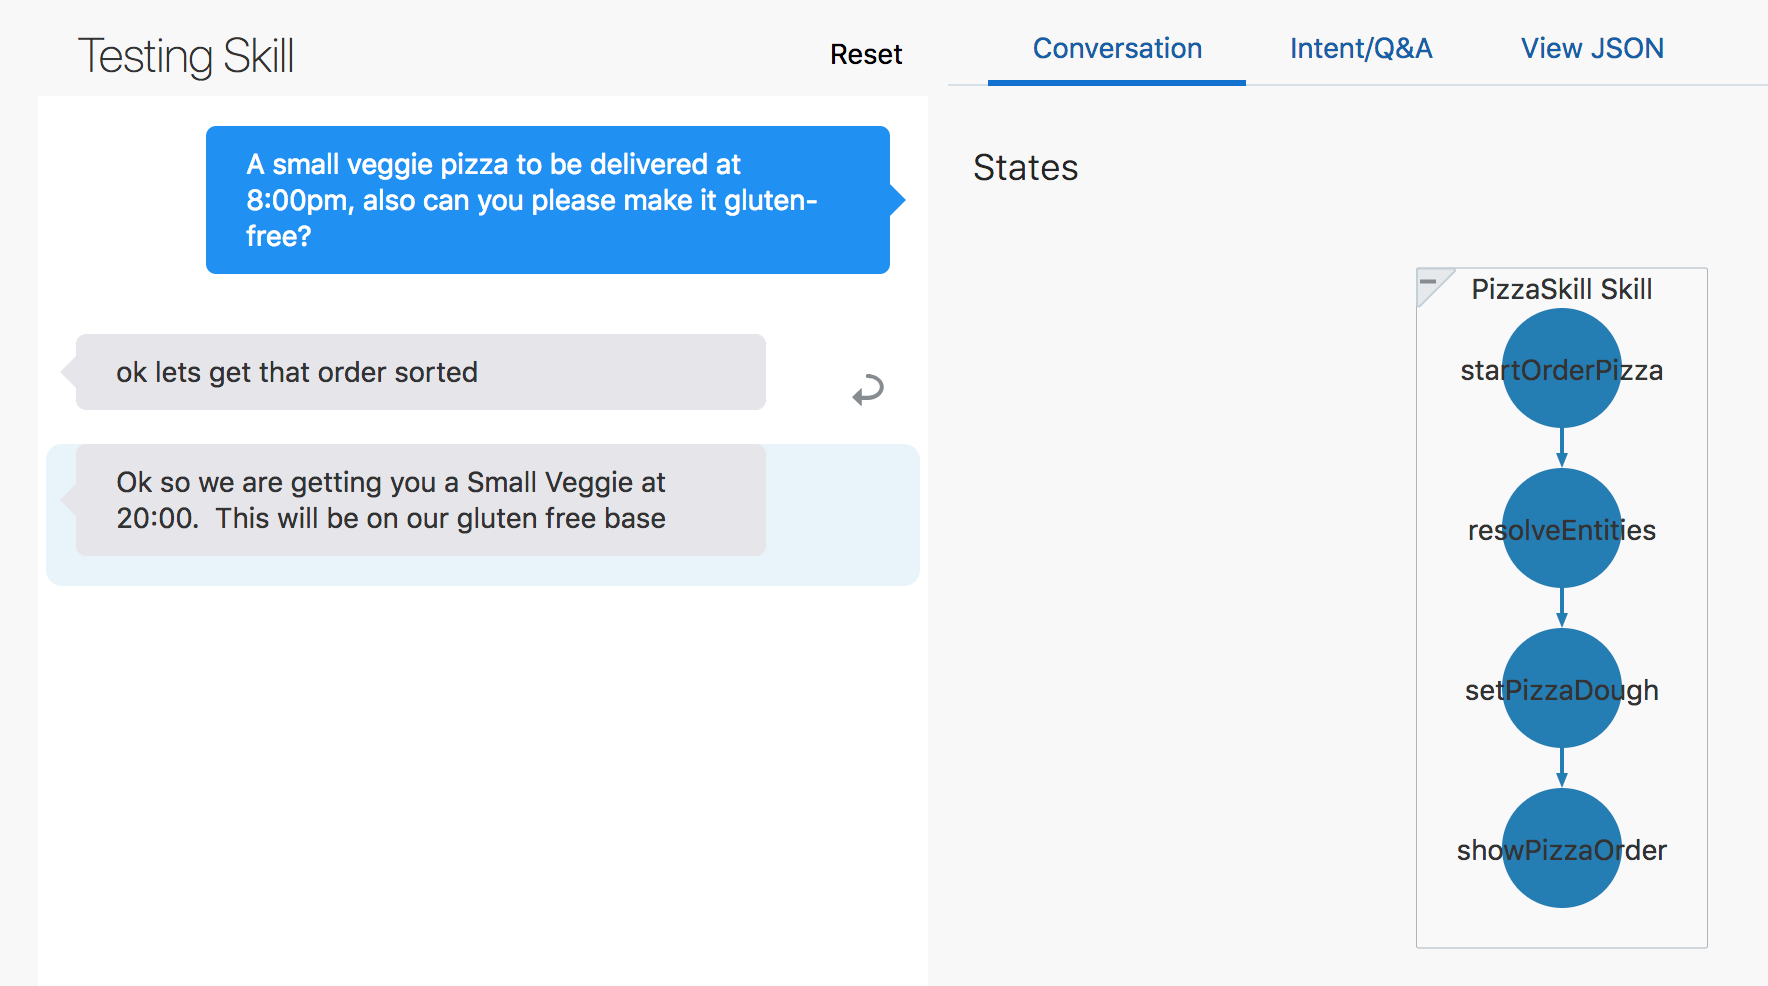 Testing Skill
Reset
A small veggie pizza to be delivered at
8:00pm, also can you please make it gluten-
free?
ok lets get that order sorted
Ok so we are getting you a Small Veggie at
20:00.  This will be on our gluten free base
Conversation
Intent/Q&A
View JSON
States
PizzaSkill Skill
startOrderPizza
resolveEntities
setPizzaDough
showPizzaOrder